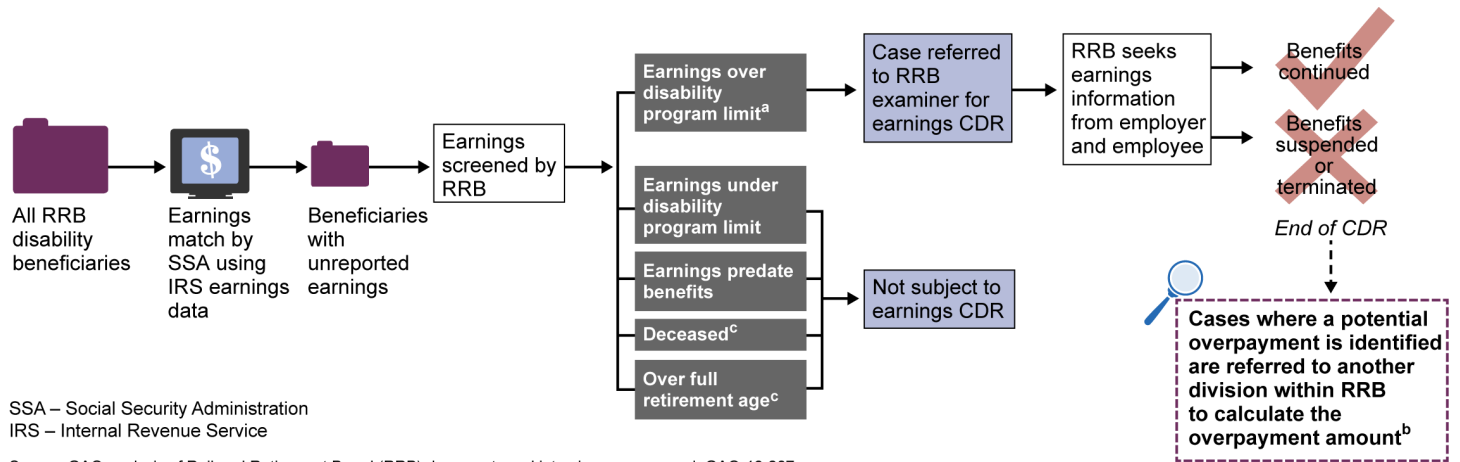 All RRB
disability
beneficiaries
$
Earnings
match by
SSA using
IRS earnings
data
Beneficiaries
with
unreported
earnings
Earnings
screened by
RRB
Earnings over
disability
program limitᵃ
Earnings under
disability
program limit
Earnings predate
benefits
Deceasedᶜ
Over full
retirement ageᶜ
Case referred
to RRB
examiner for
earnings CDR
Not subject to
earnings CDR
RRB seeks
earnings
information
from employer
and employee
Benefits
continued
Benefits
suspended
or
terminated
End of CDR
Cases where a potential
overpayment is identified
are referred to another
division within RRB
to calculate the
overpayment amountᵇ
SSA – Social Security Administration
IRS – Internal Revenue Service